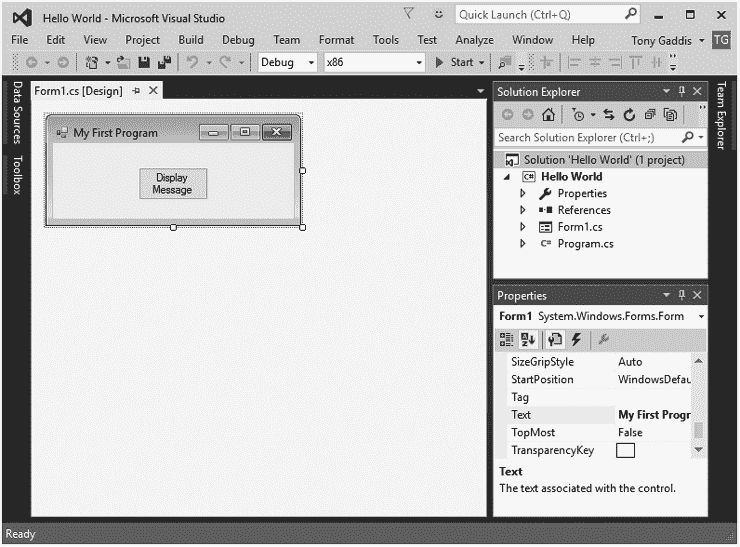 Hello World - Microsoft Visual Studio
Quick Launch (Ctrl+Q)
File Edit View Project Build Debug Team Format Tools Test Analyze Window Help Tony Gaddis TG
Debug x86 Start
Data Sources
Toolbox
Form1.cs [Design]
My First Program
Display
Message
Solution Explorer
Search Solution Explorer (Ctrl+;)
Solution 'Hello World' (1 project)
C# Hello World
Properties
References
Form1.cs
C# Program.cs
Team Explorer
Properties
Form1 System.Windows.Forms.Form
SizeGripStyle Auto
StartPosition WindowsDefau
Tag
Text My First Progr
TopMost False
TransparencyKey
Text
The text associated with the control.
Ready